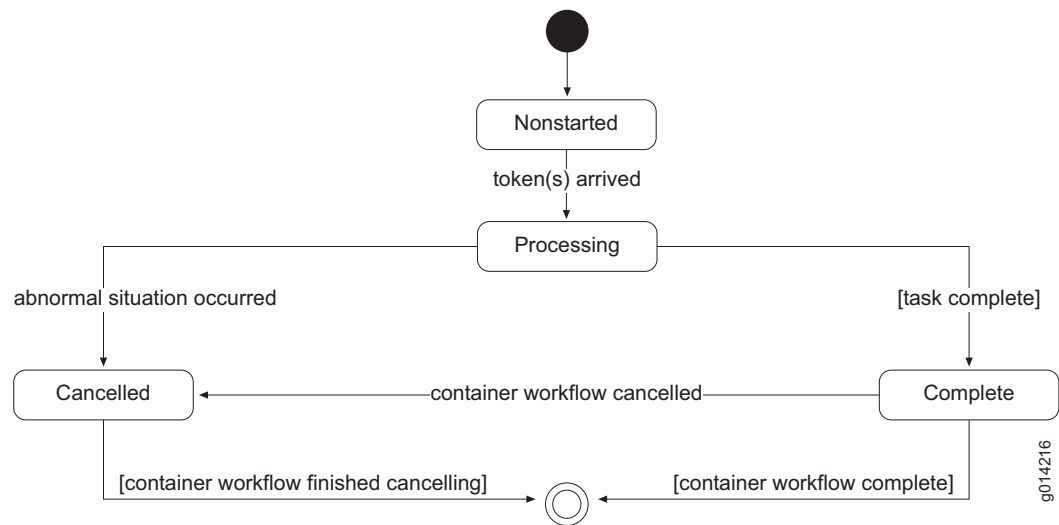 Nonstarted
token(s) arrived
Processing
abnormal situation occurred
[task complete]
Cancelled
container workflow cancelled
Complete
[container workflow finished cancelling]
[container workflow complete]
g014216